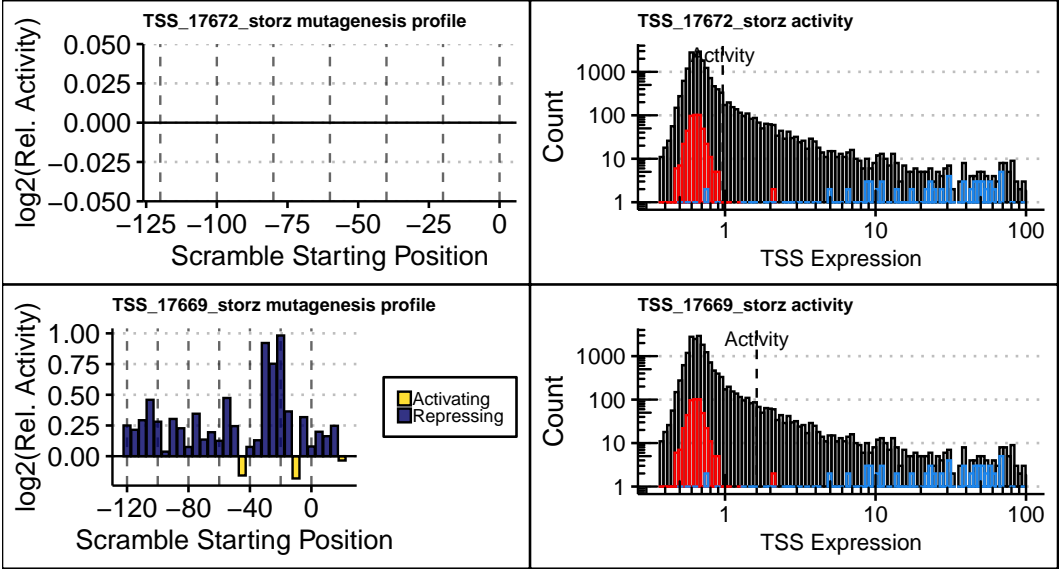 TSS_17672_storz mutagenesis profile
log2(Rel. Activity)
0.050
0.025
0.000
−0.025
−0.050
−125 −100 −75 −50 −25 0
Scramble Starting Position
TSS_17672_storz activity
Activity
Count
1000
100
10
1
1 10 100
TSS Expression
TSS_17669_storz mutagenesis profile
log2(Rel. Activity)
1.00
0.75
0.50
0.25
0.00
−120 −80 −40 0
Scramble Starting Position
Activating
Repressing
TSS_17669_storz activity
Activity
Count
1000
100
10
1
1 10 100
TSS Expression